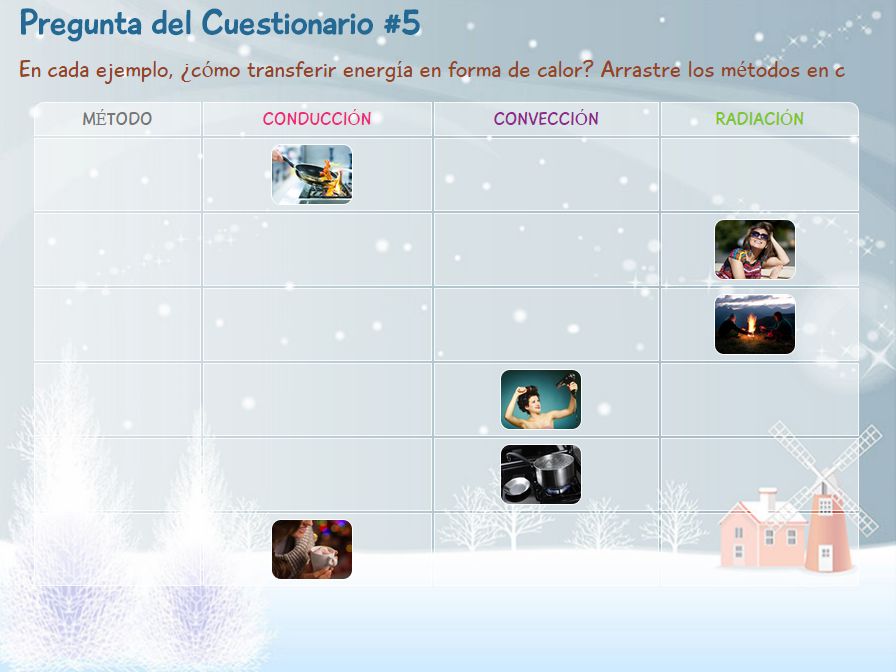 Pregunta del Cuestionario #5
En cada ejemplo, ¿cómo transferir energía en forma de calor? Arrastre los métodos en c
MÉTODO CONDUCCIÓN CONVECCIÓN RADIACIÓN